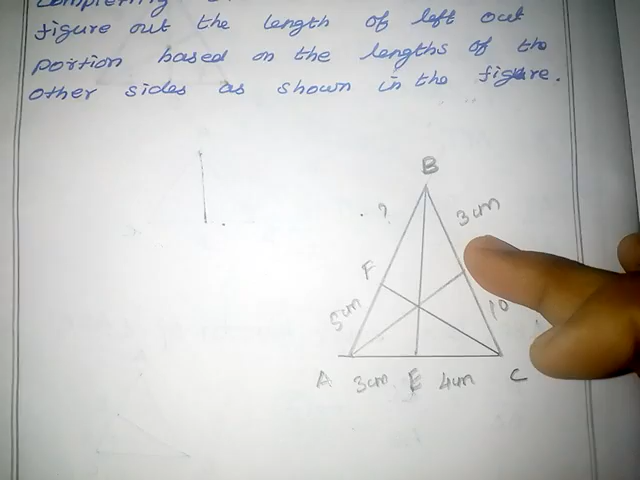 figure out the length of left out
portion based on the lengths of the
other sides as shown in the figure.
B
?
3cm
F
5cm
10
A 3cm E 4cm C